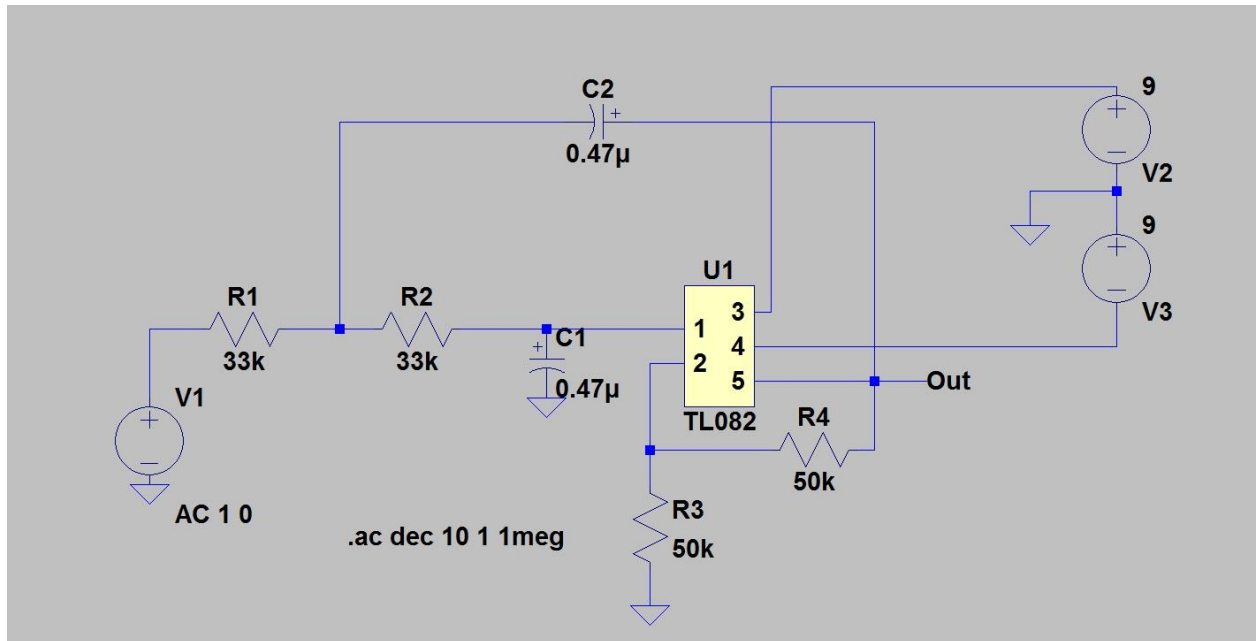 C2
+
0.47µ
9
+
V2
9
+
V3
U1
R1
33k
R2
33k
+
C1
0.47µ
1
2
3
4
5
TL082
Out
V1
+
AC 1 0
R4
50k
R3
50k
.ac dec 10 1 1meg